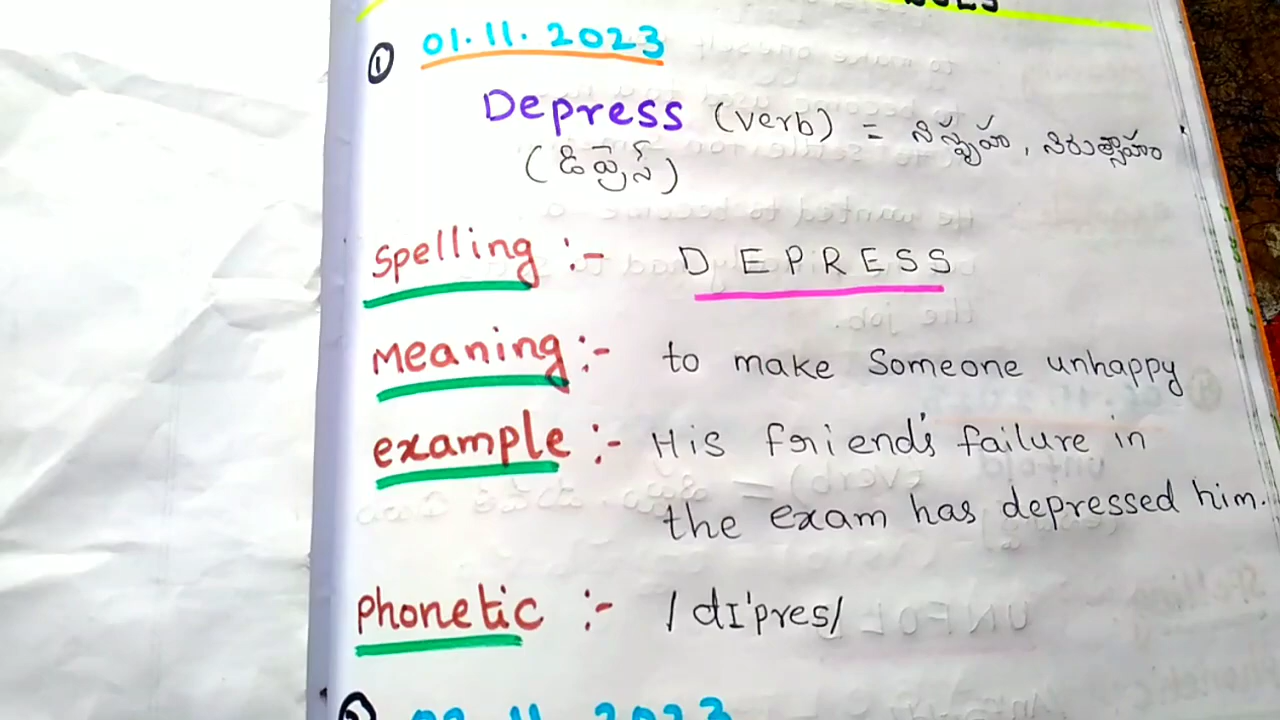 ① 01.11.2023
Depress (verb) = నిస్పృహ, నిరుత్సాహం
(డిప్రెస్)
Spelling :- D E P R E S S
Meaning :- to make Someone unhappy
example :- His friend's failure in
the exam has depressed him.
phonetic :- /dɪ'pres/